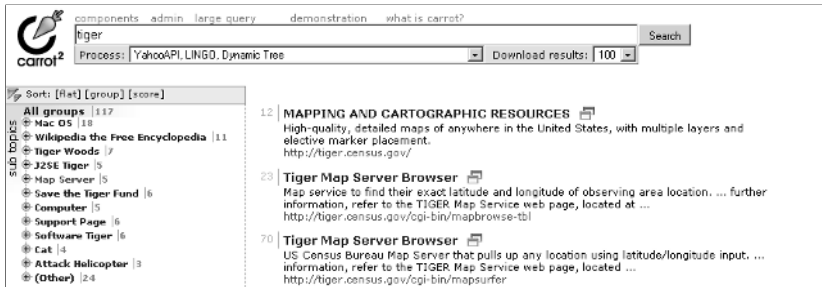 components admin large query demonstration what is carrot?
tiger
Search
carrot²
Process: YahooAPI, LINGO, Dynamic Tree
Download results: 100
Sort: [flat] [group] [score]
sub topics
All groups |117
Mac OS |18
Wikipedia the Free Encyclopedia |11
Tiger Woods |7
J2SE Tiger |5
Map Server |5
Save the Tiger Fund |6
Computer |5
Support Page |6
Software Tiger |6
Cat |4
Attack Helicopter |3
(Other) |24
12 MAPPING AND CARTOGRAPHIC RESOURCES
High-quality, detailed maps of anywhere in the United States, with multiple layers and
elective marker placement.
http://tiger.census.gov/
23 Tiger Map Server Browser
Map service to find their exact latitude and longitude of observing area location. ... further
information, refer to the TIGER Map Service web page, located at ...
http://tiger.census.gov/cgi-bin/mapbrowse-tbl
70 Tiger Map Server Browser
US Census Bureau Map Server that pulls up any location using latitude/longitude input. ...
information, refer to the TIGER Map Service web page, located ...
http://tiger.census.gov/cgi-bin/mapsurfer